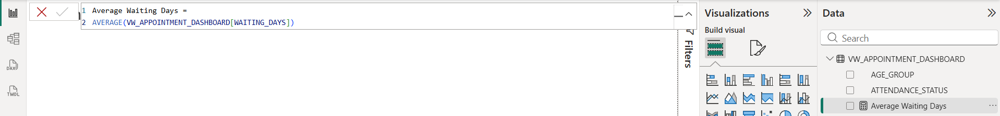 1 Average Waiting Days =
2 AVERAGE(VW_APPOINTMENT_DASHBOARD[WAITING_DAYS])
DAX
TMDL
Filters
Visualizations
Build visual
Data
Search
VW_APPOINTMENT_DASHBOARD
AGE_GROUP
ATTENDANCE_STATUS
Average Waiting Days